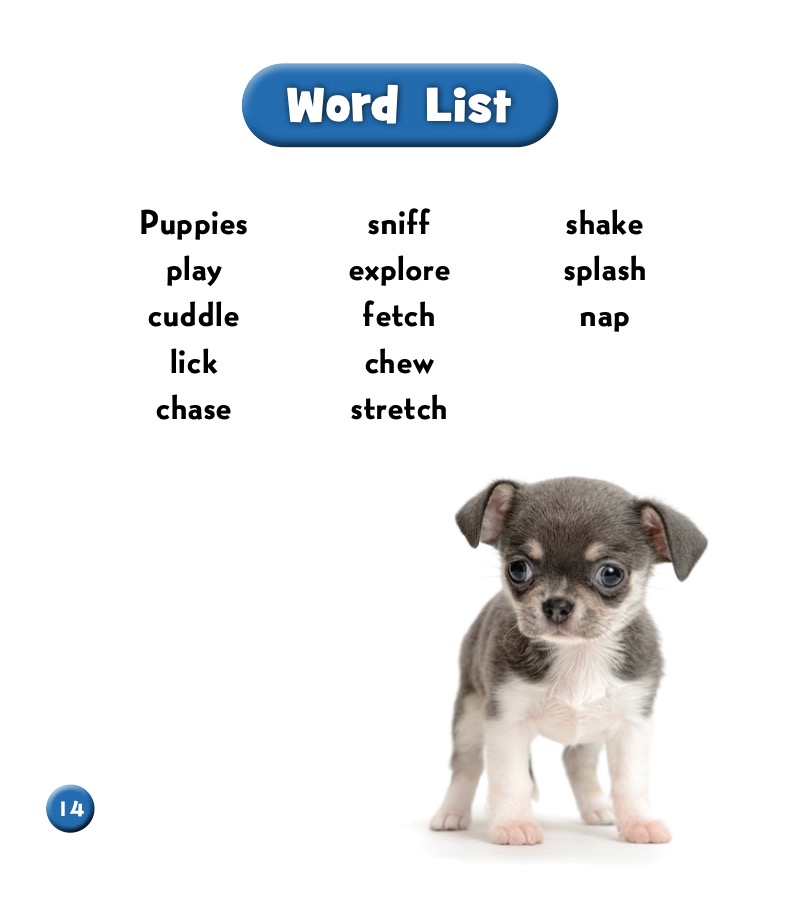 Word List
Puppies
play
cuddle
lick
chase
sniff
explore
fetch
chew
stretch
shake
splash
nap
14